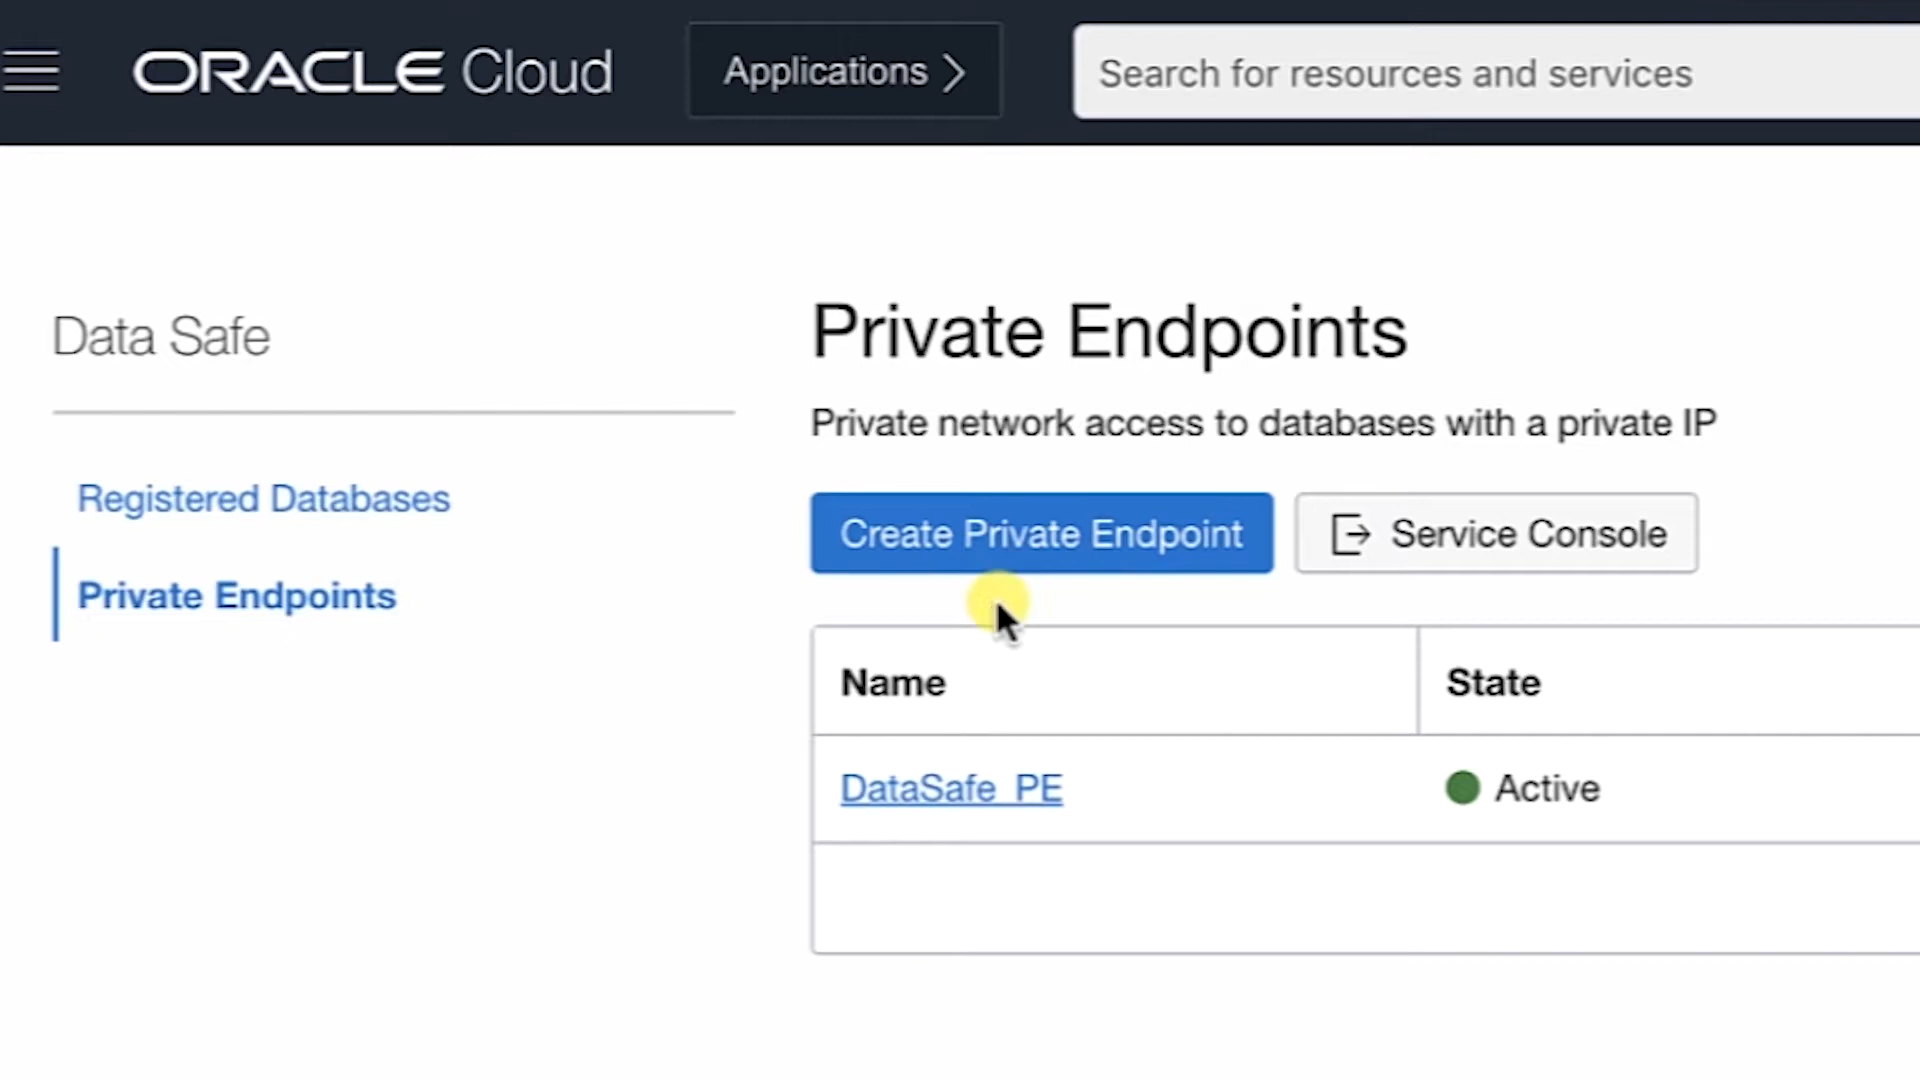 ORACLE Cloud
Applications
Search for resources and services
Data Safe
Registered Databases
Private Endpoints
Private Endpoints
Private network access to databases with a private IP
Create Private Endpoint
Service Console
Name
State
DataSafe_PE
Active